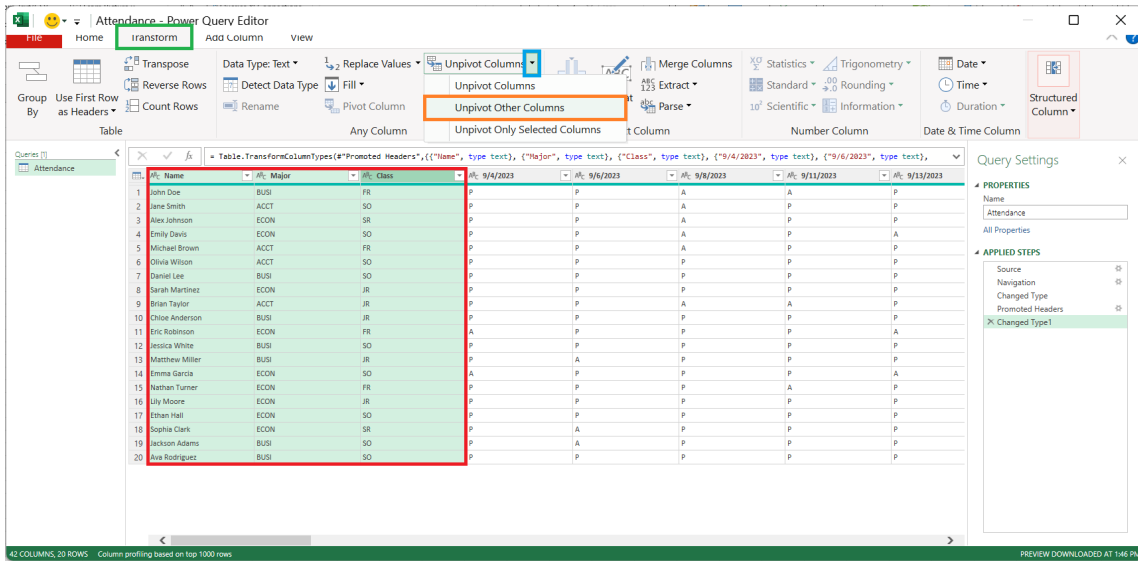 Attendance - Power Query Editor
File Home Transform Add Column View
Group By
Use First Row as Headers
Transpose
Reverse Rows
Count Rows
Table
Data Type: Text
Detect Data Type
Rename
1→2 Replace Values
Fill
Pivot Column
Any Column
Unpivot Columns
Unpivot Columns
Unpivot Other Columns
Unpivot Only Selected Columns
Merge Columns
ABC 123 Extract
abc Parse
Column
Statistics
Standard
10² Scientific
Trigonometry
.00 →.0 Rounding
Information
Number Column
Date
Time
Duration
Date & Time Column
Structured Column
Queries [1]
Attendance
fx = Table.TransformColumnTypes(#"Promoted Headers",{{"Name", type text}, {"Major", type text}, {"Class", type text}, {"9/4/2023", type text}, {"9/6/2023", type text},
Name Major Class 9/4/2023 9/6/2023 9/8/2023 9/11/2023 9/13/2023
1 John Doe BUSI FR P P A A P
2 Jane Smith ACCT SO P P A P P
3 Alex Johnson ECON SR P P A P P
4 Emily Davis ECON SO P P A P A
5 Michael Brown ACCT FR P P A P P
6 Olivia Wilson ACCT SO P P P P P
7 Daniel Lee BUSI SO P P P P P
8 Sarah Martinez ECON JR P P P P P
9 Brian Taylor ACCT JR P P A A P
10 Chloe Anderson BUSI JR P P P P P
11 Eric Robinson ECON FR A P P P A
12 Jessica White BUSI SO P P P P P
13 Matthew Miller BUSI JR P A P P P
14 Emma Garcia ECON SO A P P P A
15 Nathan Turner ECON FR P P P A P
16 Lily Moore ECON JR P P P P P
17 Ethan Hall ECON SO P P P P P
18 Sophia Clark ECON SR P A P P P
19 Jackson Adams BUSI SO P A P P P
20 Ava Rodriguez BUSI SO P P P P P
Query Settings
PROPERTIES
Name
Attendance
All Properties
APPLIED STEPS
Source
Navigation
Changed Type
Promoted Headers
Changed Type1
42 COLUMNS, 20 ROWS Column profiling based on top 1000 rows
PREVIEW DOWNLOADED AT 1:46 PM